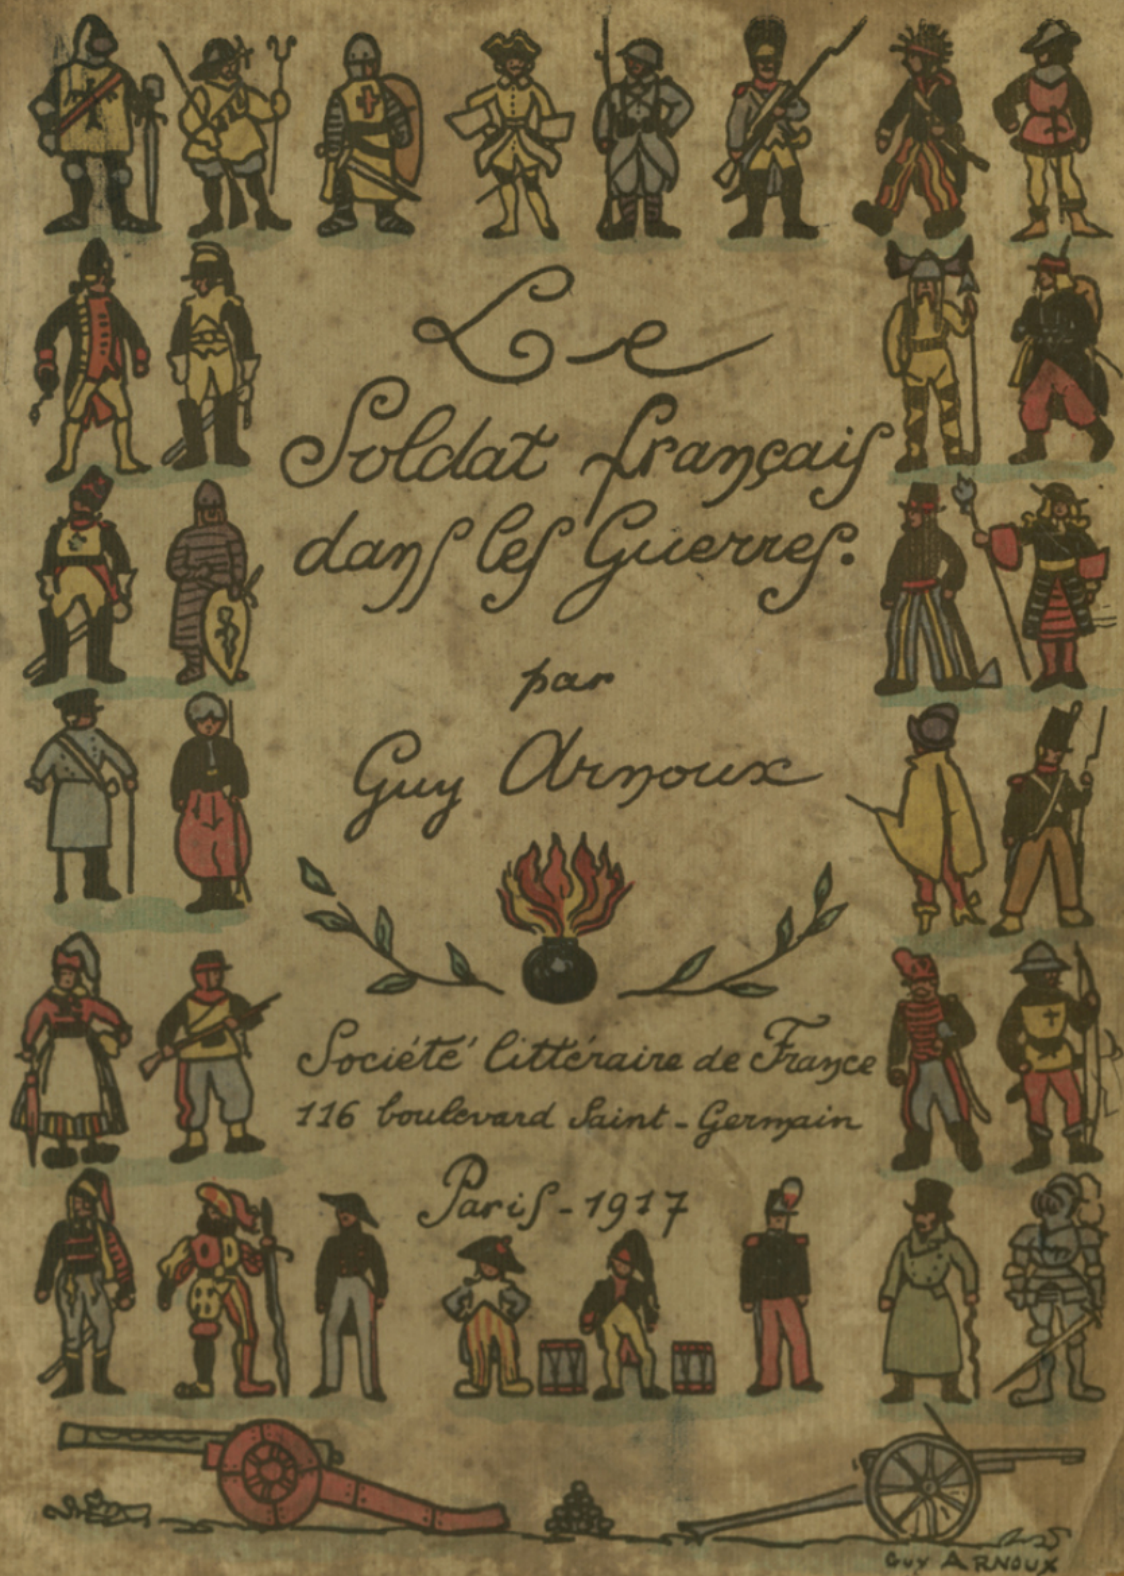 Le
Soldat français
dans les Guerres.
par
Guy Arnoux
Société littéraire de France
116 boulevard Saint-Germain
Paris-1917
GUY ARNOUX